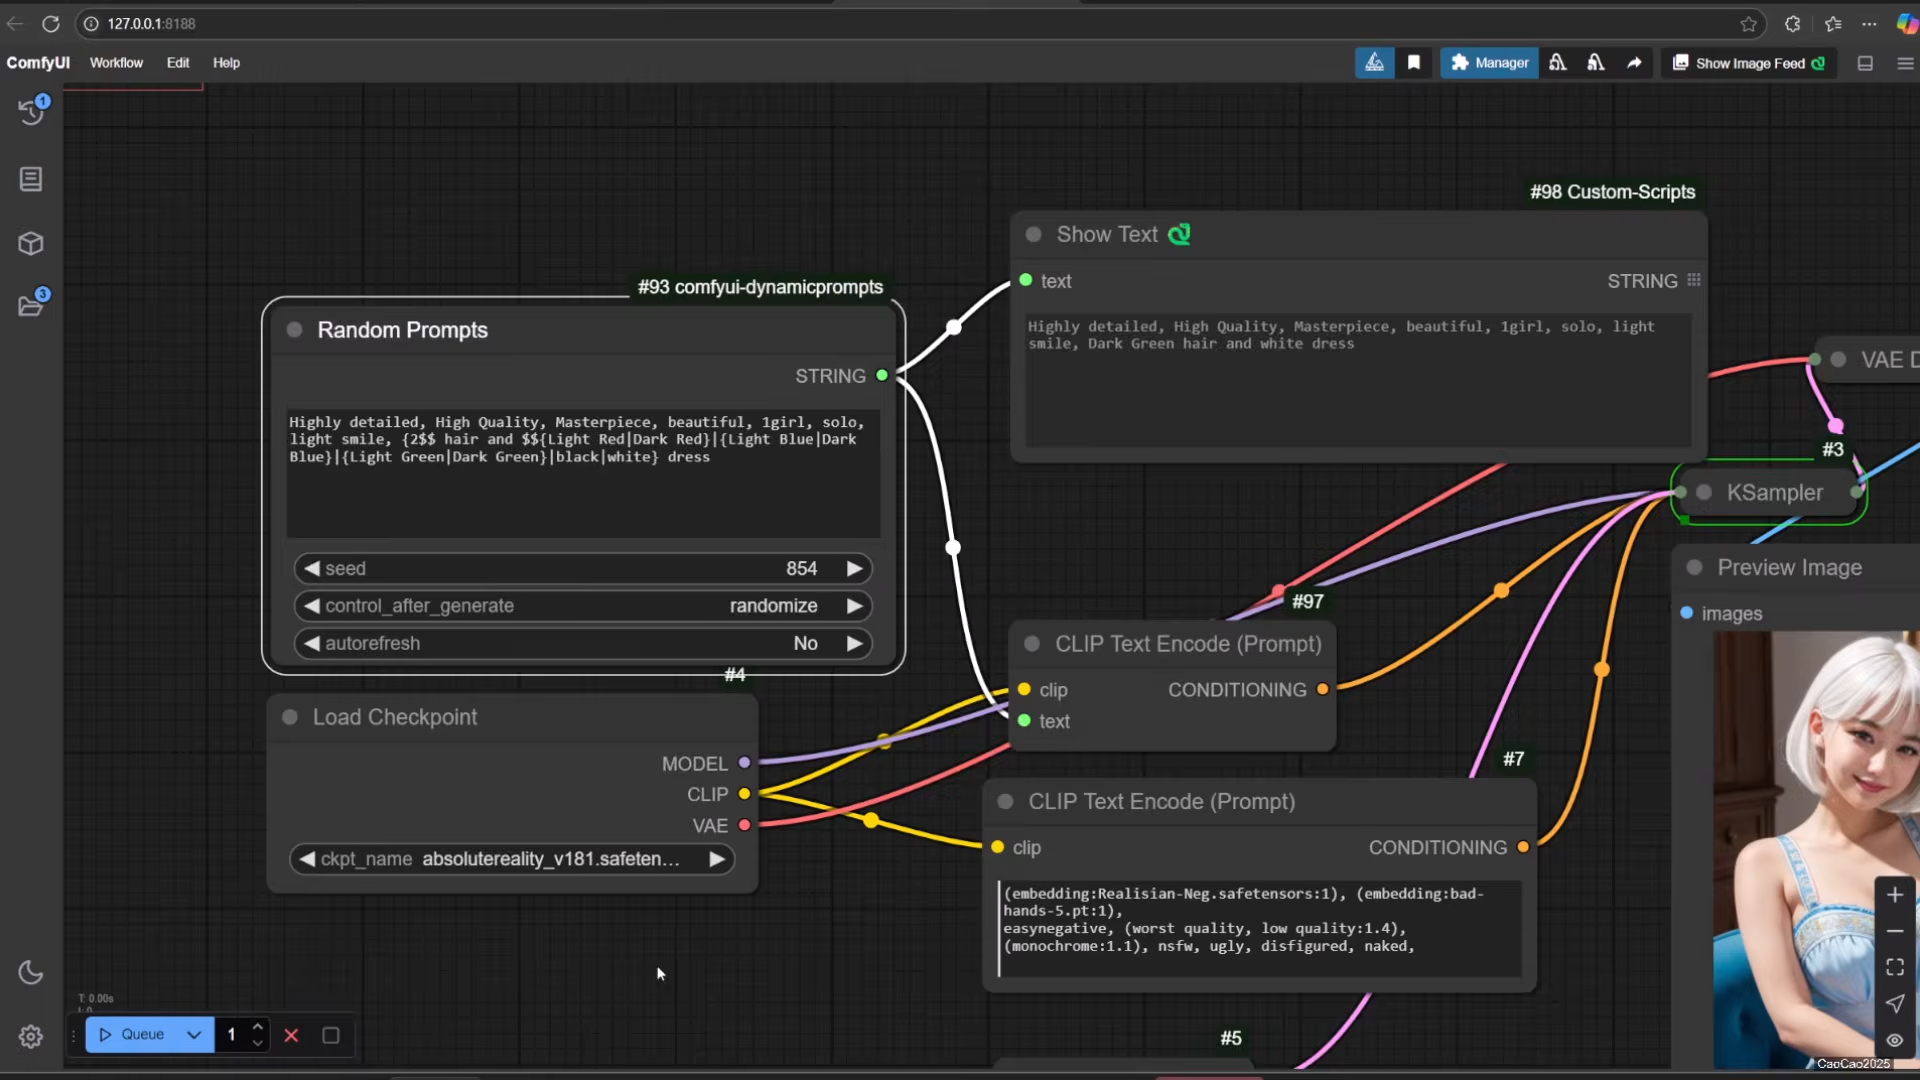 127.0.0.1:8188
ComfyUI
Workflow
Edit
Help
Manager
Show Image Feed
1
3
#98 Custom-Scripts
Show Text
text
STRING
Highly detailed, High Quality, Masterpiece, beautiful, 1girl, solo, light
smile, Dark Green hair and white dress
#93 comfyui-dynamicprompts
Random Prompts
STRING
Highly detailed, High Quality, Masterpiece, beautiful, 1girl, solo,
light smile, {2$$ hair and $${Light Red|Dark Red}|{Light Blue|Dark
Blue}|{Light Green|Dark Green}|black|white} dress
seed 854
control_after_generate randomize
autorefresh No
VAE D
#3
KSampler
Preview Image
images
#97
CLIP Text Encode (Prompt)
clip
CONDITIONING
text
#4
Load Checkpoint
MODEL
CLIP
VAE
ckpt_name absolutereality_v181.safeten...
#7
CLIP Text Encode (Prompt)
clip
CONDITIONING
(embedding:Realisian-Neg.safetensors:1), (embedding:bad-
hands-5.pt:1),
easynegative, (worst quality, low quality:1.4),
(monochrome:1.1), nsfw, ugly, disfigured, naked,
#5
T: 0.00s
Queue
1
CaoCao2025